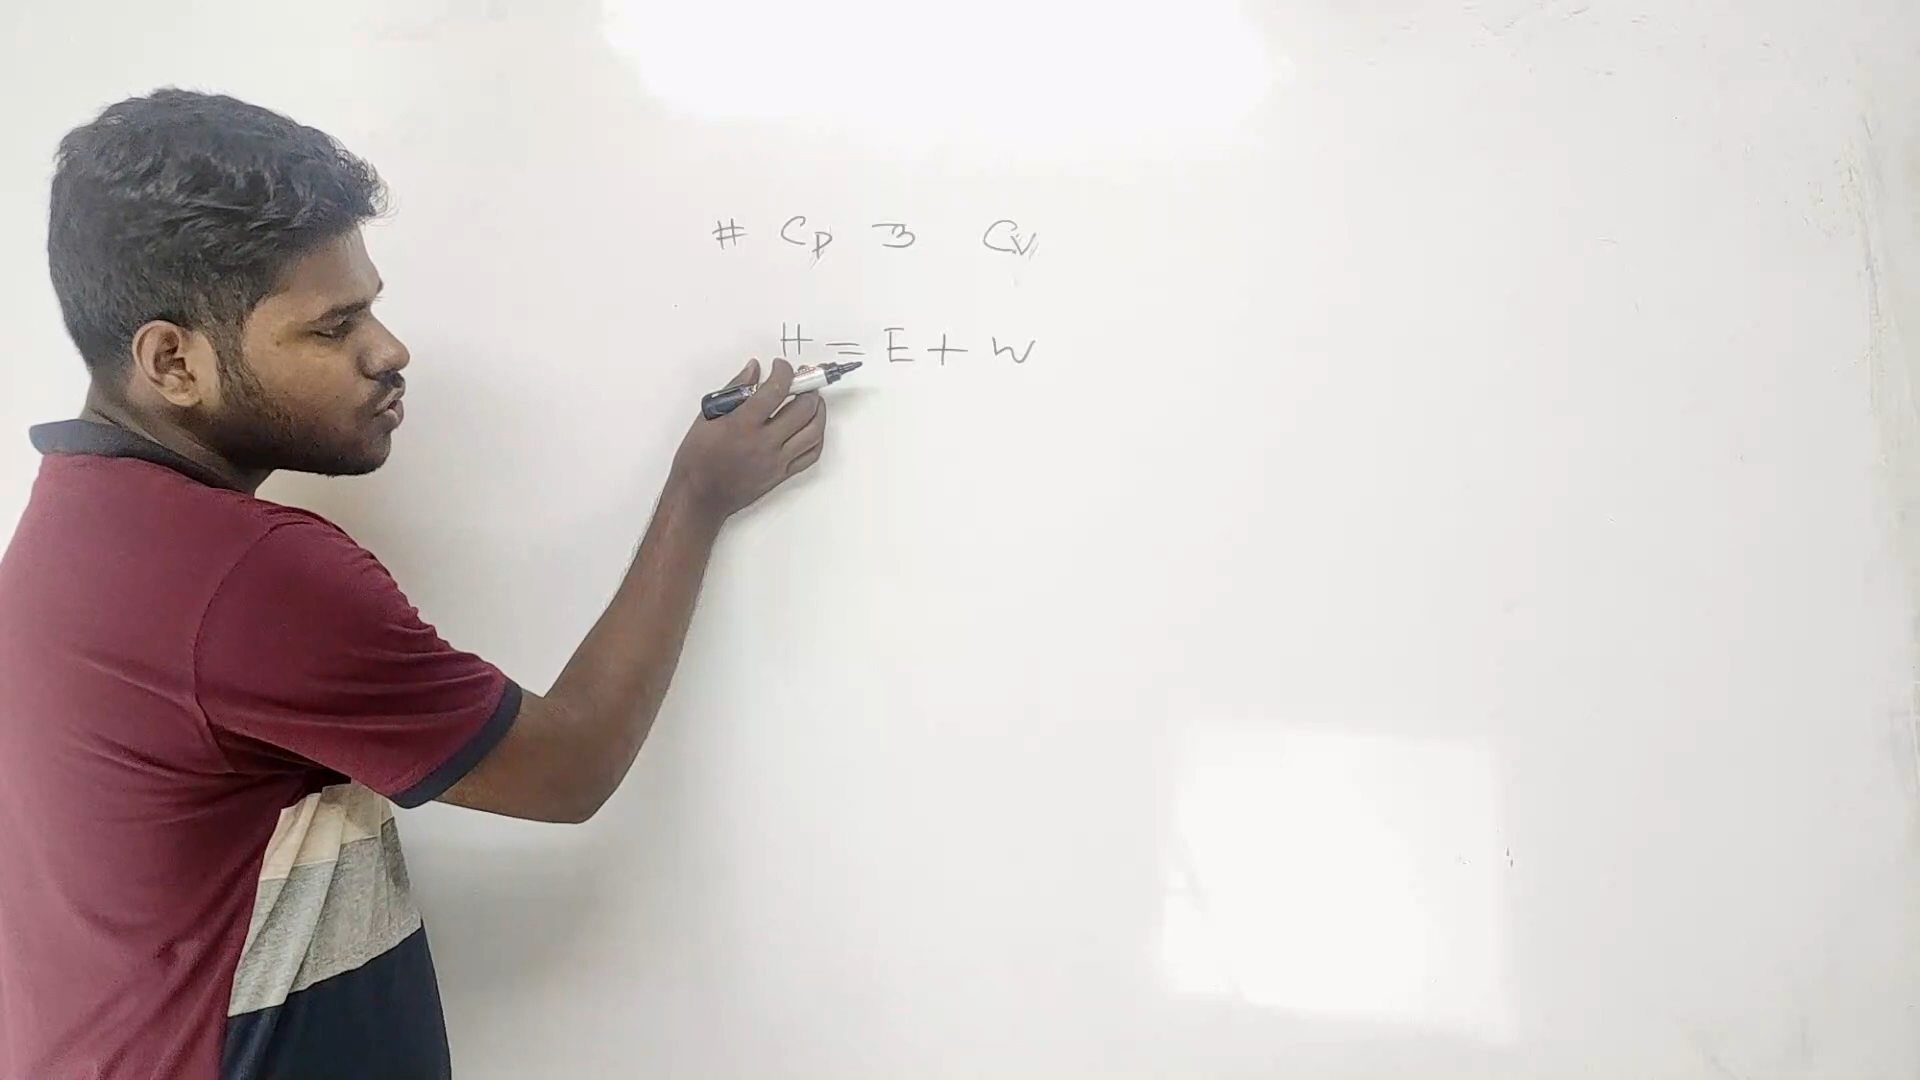 # Cp ও Cv
H = E + W